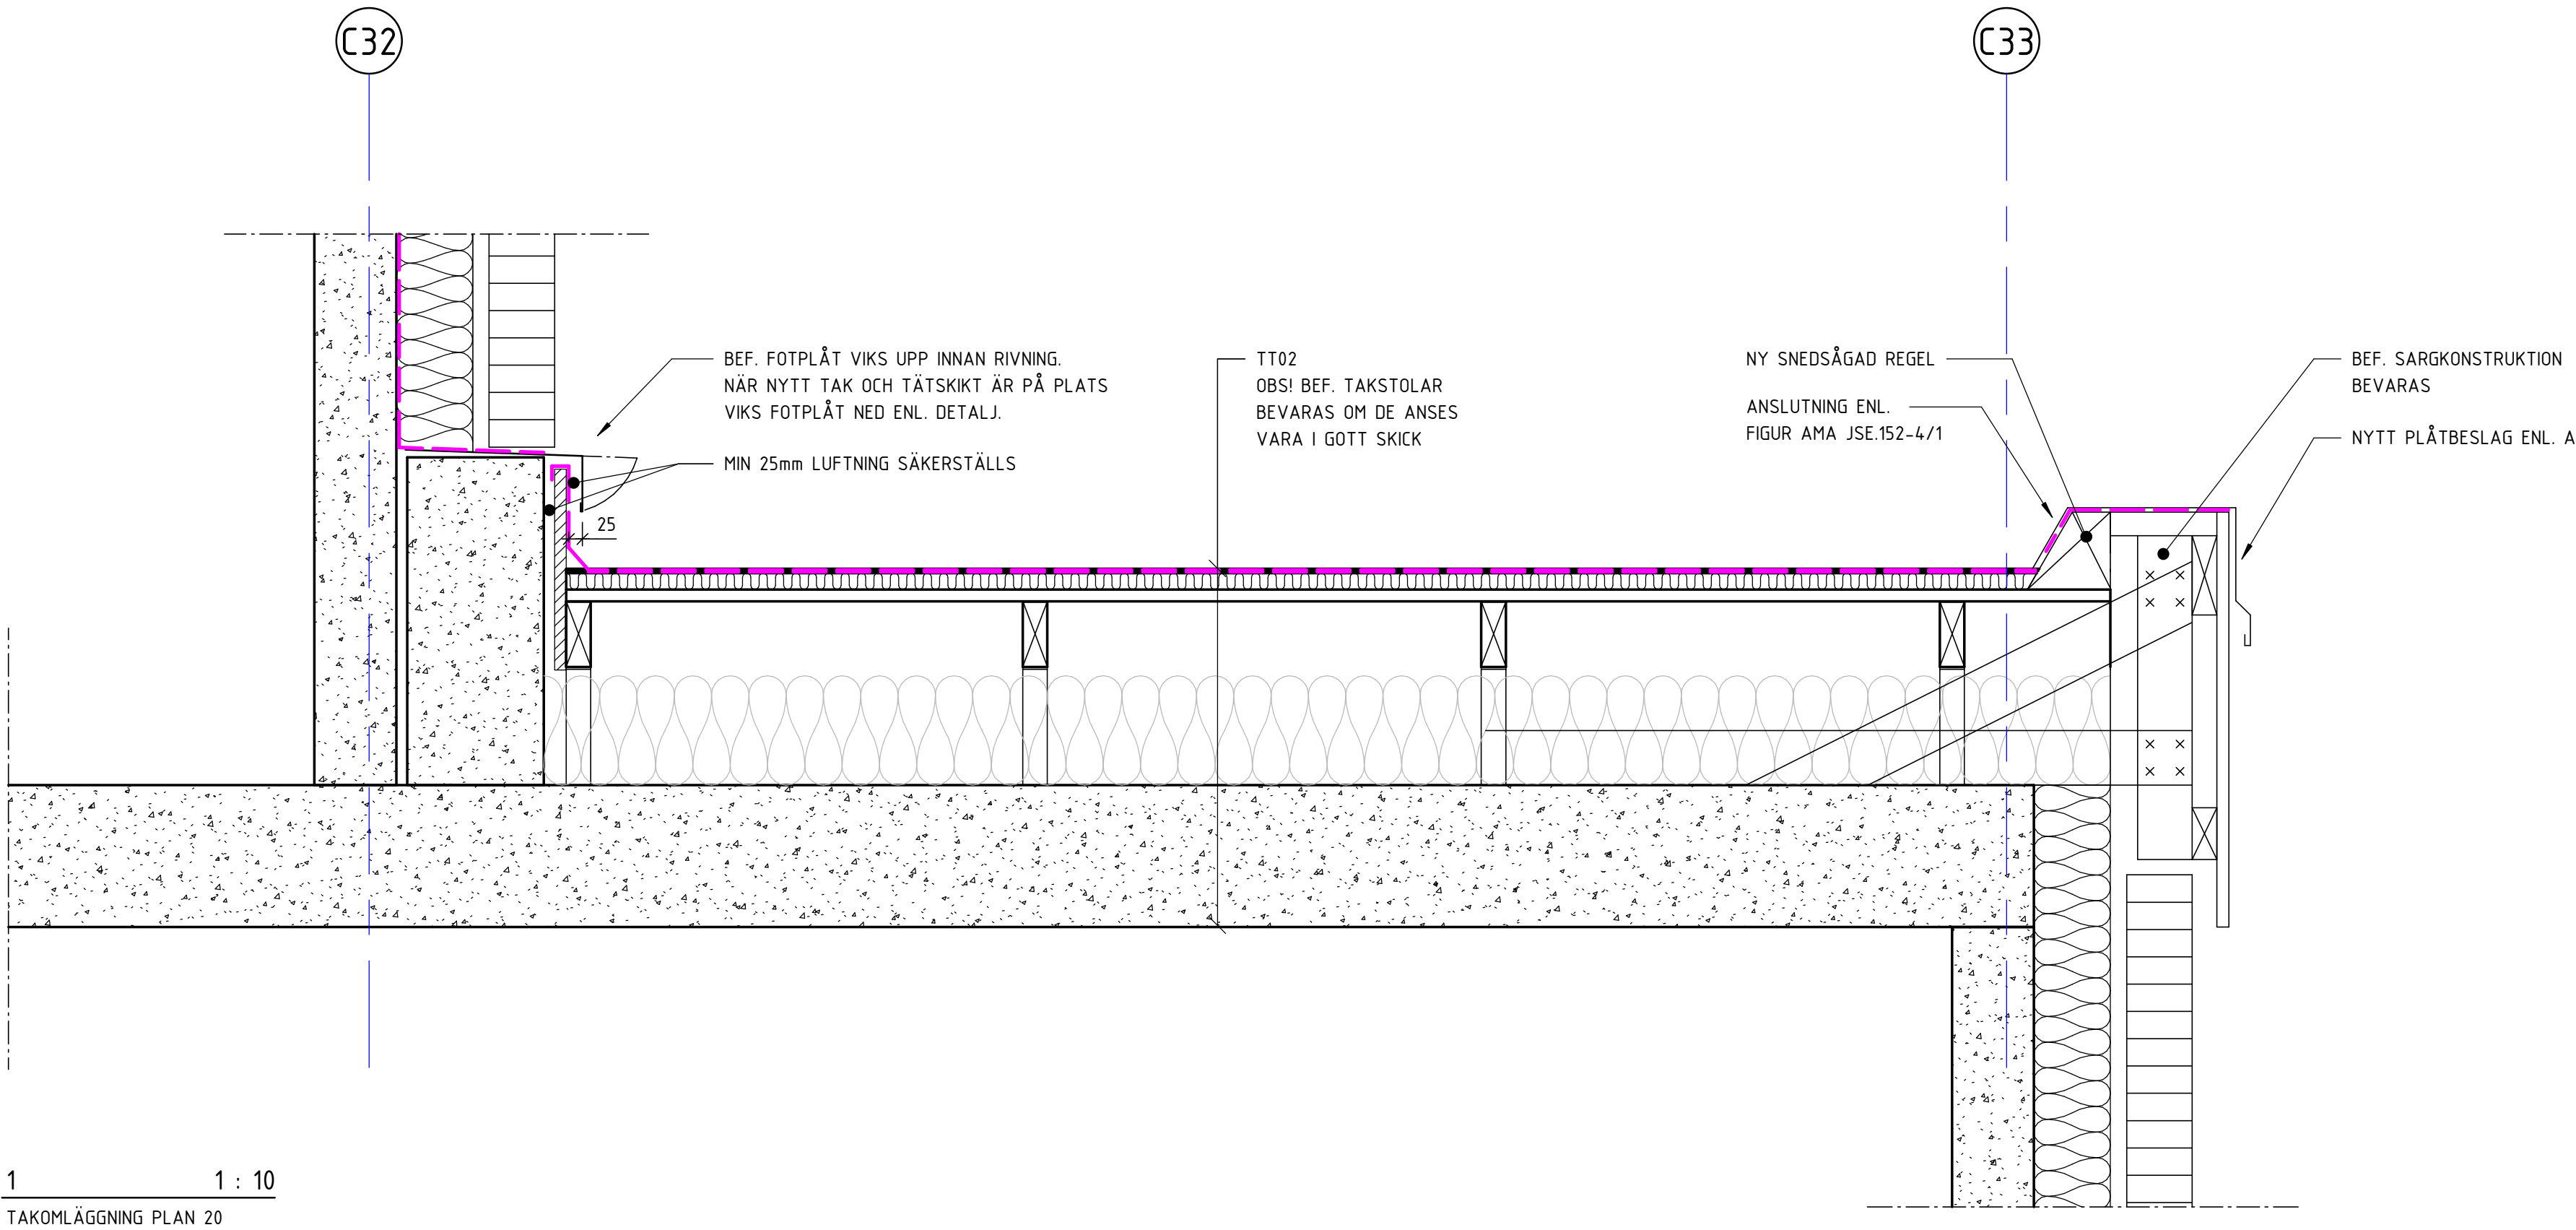 C32
C33
BEF. FOTPLÅT VIKS UPP INNAN RIVNING.
NÄR NYTT TAK OCH TÄTSKIKT ÄR PÅ PLATS
VIKS FOTPLÅT NED ENL. DETALJ.
MIN 25mm LUFTNING SÄKERSTÄLLS
25
TT02
OBS! BEF. TAKSTOLAR
BEVARAS OM DE ANSES
VARA I GOTT SKICK
NY SNEDSÅGAD REGEL
ANSLUTNING ENL.
FIGUR AMA JSE.152-4/1
BEF. SARGKONSTRUKTION
BEVARAS
NYTT PLÅTBESLAG ENL. A
1 1 : 10
TAKOMLÄGGNING PLAN 20